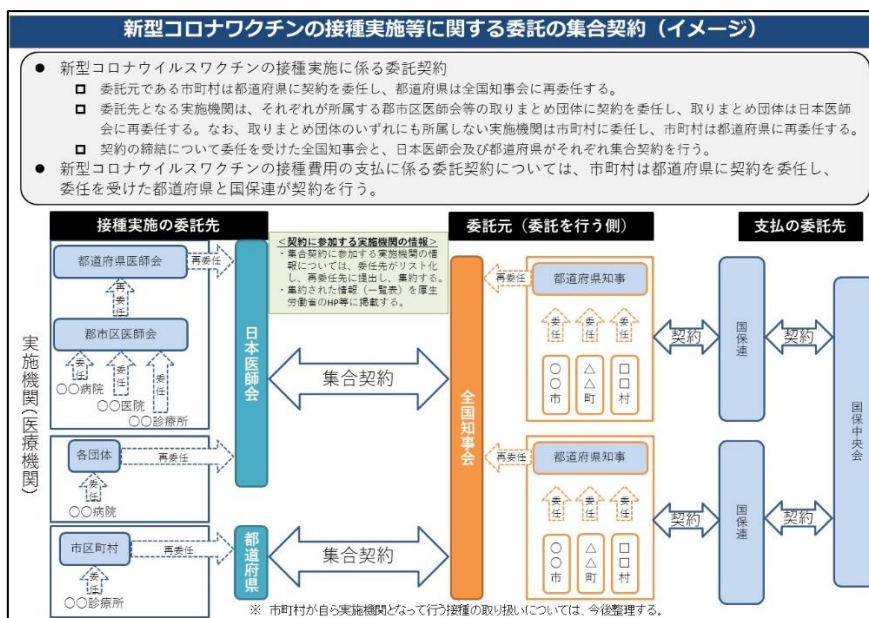 新型コロナワクチンの接種実施等に関する委託の集合契約（イメージ）
● 新型コロナウイルスワクチンの接種実施に係る委託契約
□ 委託元である市町村は都道府県に契約を委任し、都道府県は全国知事会に再委任する。
□ 委託先となる実施機関は、それぞれが所属する郡市区医師会等の取りまとめ団体に契約を委任し、取りまとめ団体は日本医師
会に再委任する。なお、取りまとめ団体のいずれにも所属しない実施機関は市町村に委任し、市町村は都道府県に再委任する。
□ 契約の締結について委任を受けた全国知事会と、日本医師会及び都道府県がそれぞれ集合契約を行う。
● 新型コロナウイルスワクチンの接種費用の支払に係る委託契約については、市町村は都道府県に契約を委任し、
委任を受けた都道府県と国保連が契約を行う。
接種実施の委託先
委託元（委託を行う側）
支払の委託先
＜契約に参加する実施機関の情報＞
・集合契約に参加する実施機関の情
報については、委託先がリスト化
し、再委任先に提出し、集約する。
・集約された情報（一覧表）を厚生
労働省のHP等に掲載する。
実施機関（医療機関）
都道府県医師会
再委任
再委任
郡市区医師会
委任
委任
委任
〇〇病院
〇〇医院
〇〇診療所
各団体
再委任
委任
〇〇病院
市区町村
再委任
委任
〇〇診療所
日本医師会
都道府県
集合契約
集合契約
全国知事会
再委任
都道府県知事
委任
委任
委任
〇〇市
△△町
□□村
再委任
都道府県知事
委任
委任
委任
〇〇市
△△町
□□村
契約
国保連
契約
契約
国保連
契約
国保中央会
※ 市町村が自ら実施機関となって行う接種の取り扱いについては、今後整理する。